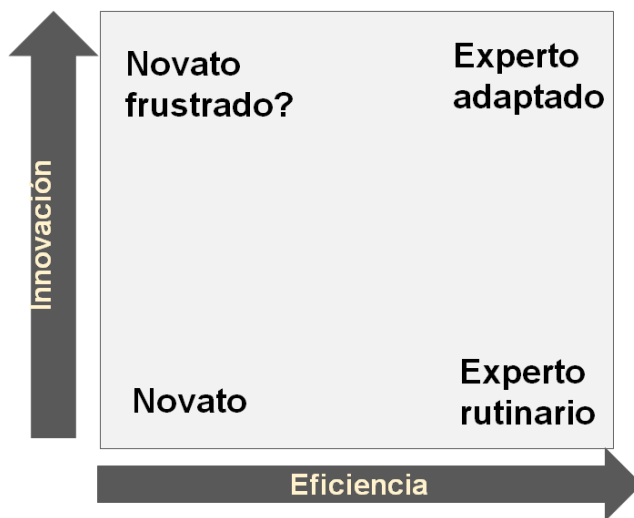 Novato
frustrado?
Experto
adaptado
Innovación
Novato
Experto
rutinario
Eficiencia